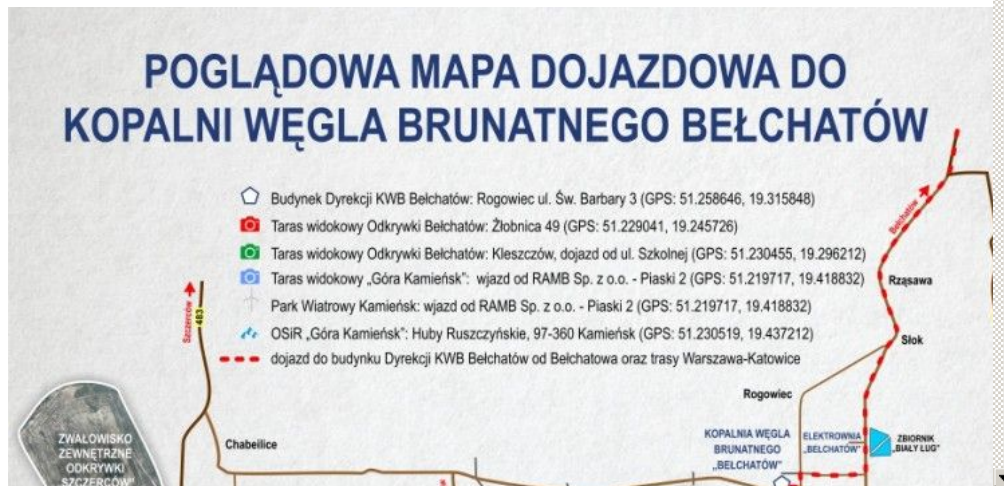 POGLĄDOWA MAPA DOJAZDOWA DO
KOPALNI WĘGLA BRUNATNEGO BEŁCHATÓW
Budynek Dyrekcji KWB Bełchatów: Rogowiec ul. Św. Barbary 3 (GPS: 51.258646, 19.315848)
Taras widokowy Odkrywki Bełchatów: Żłobnica 49 (GPS: 51.229041, 19.245726)
Taras widokowy Odkrywki Bełchatów: Kleszczów, dojazd od ul. Szkolnej (GPS: 51.230455, 19.296212)
Taras widokowy „Góra Kamieńsk”: wjazd od RAMB Sp. z o.o. - Piaski 2 (GPS: 51.219717, 19.418832)
Park Wiatrowy Kamieńsk: wjazd od RAMB Sp. z o.o. - Piaski 2 (GPS: 51.219717, 19.418832)
OSiR „Góra Kamieńsk”: Huby Ruszczyńskie, 97-360 Kamieńsk (GPS: 51.230519, 19.437212)
dojazd do budynku Dyrekcji KWB Bełchatów od Bełchatowa oraz trasy Warszawa-Katowice
Bełchatów
Rząsawa
Słok
Szczerców
483
Rogowiec
Chabeilice
ZWAŁOWISKO
ZEWNĘTRZNE
ODKRYWKI
SZCZERCÓW”
KOPALNIA WĘGLA
BRUNATNEGO
„BEŁCHATÓW”
ELEKTROWNIA
„BEŁCHATÓW”
ZBIORNIK
„BIAŁY ŁUG”